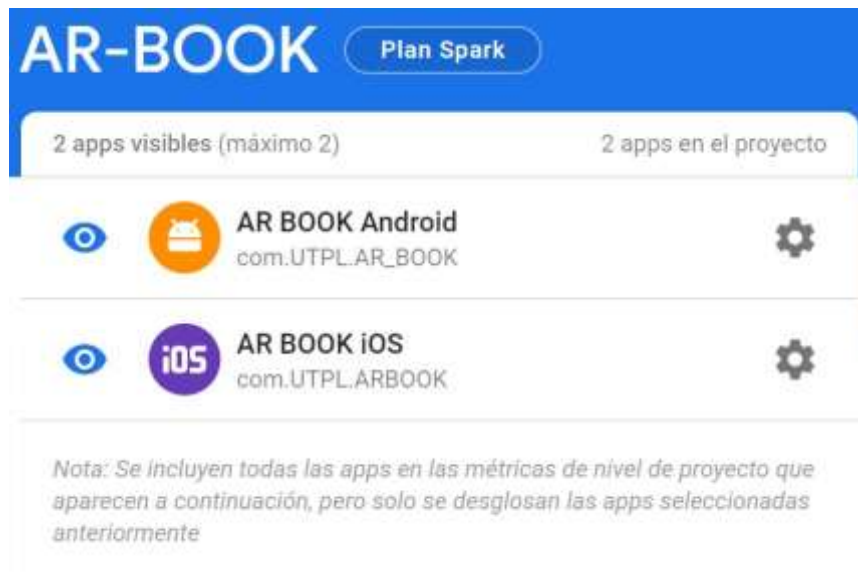 AR-BOOK Plan Spark
2 apps visibles (máximo 2) 2 apps en el proyecto
AR BOOK Android
com.UTPL.AR_BOOK
iOS AR BOOK iOS
com.UTPL.ARBOOK
Nota: Se incluyen todas las apps en las métricas de nivel de proyecto que
aparecen a continuación, pero solo se desglosan las apps seleccionadas
anteriormente